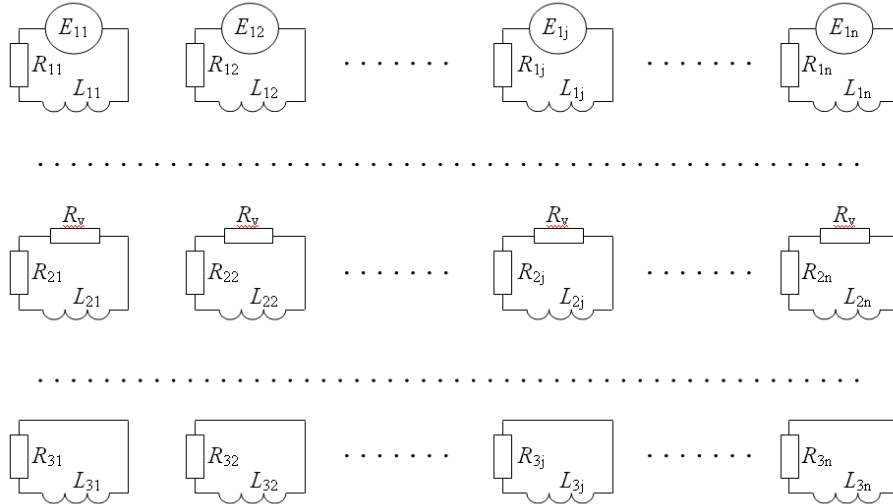 E₁₁ E₁₂ E₁ⱼ E₁ₙ
R₁₁ R₁₂ . . . . . . . R₁ⱼ . . . . . . . R₁ₙ
L₁₁ L₁₂ L₁ⱼ L₁ₙ
Rᵥ Rᵥ Rᵥ Rᵥ
R₂₁ R₂₂ . . . . . . . R₂ⱼ . . . . . . . R₂ₙ
L₂₁ L₂₂ L₂ⱼ L₂ₙ
R₃₁ R₃₂ . . . . . . . R₃ⱼ . . . . . . . R₃ₙ
L₃₁ L₃₂ L₃ⱼ L₃ₙ